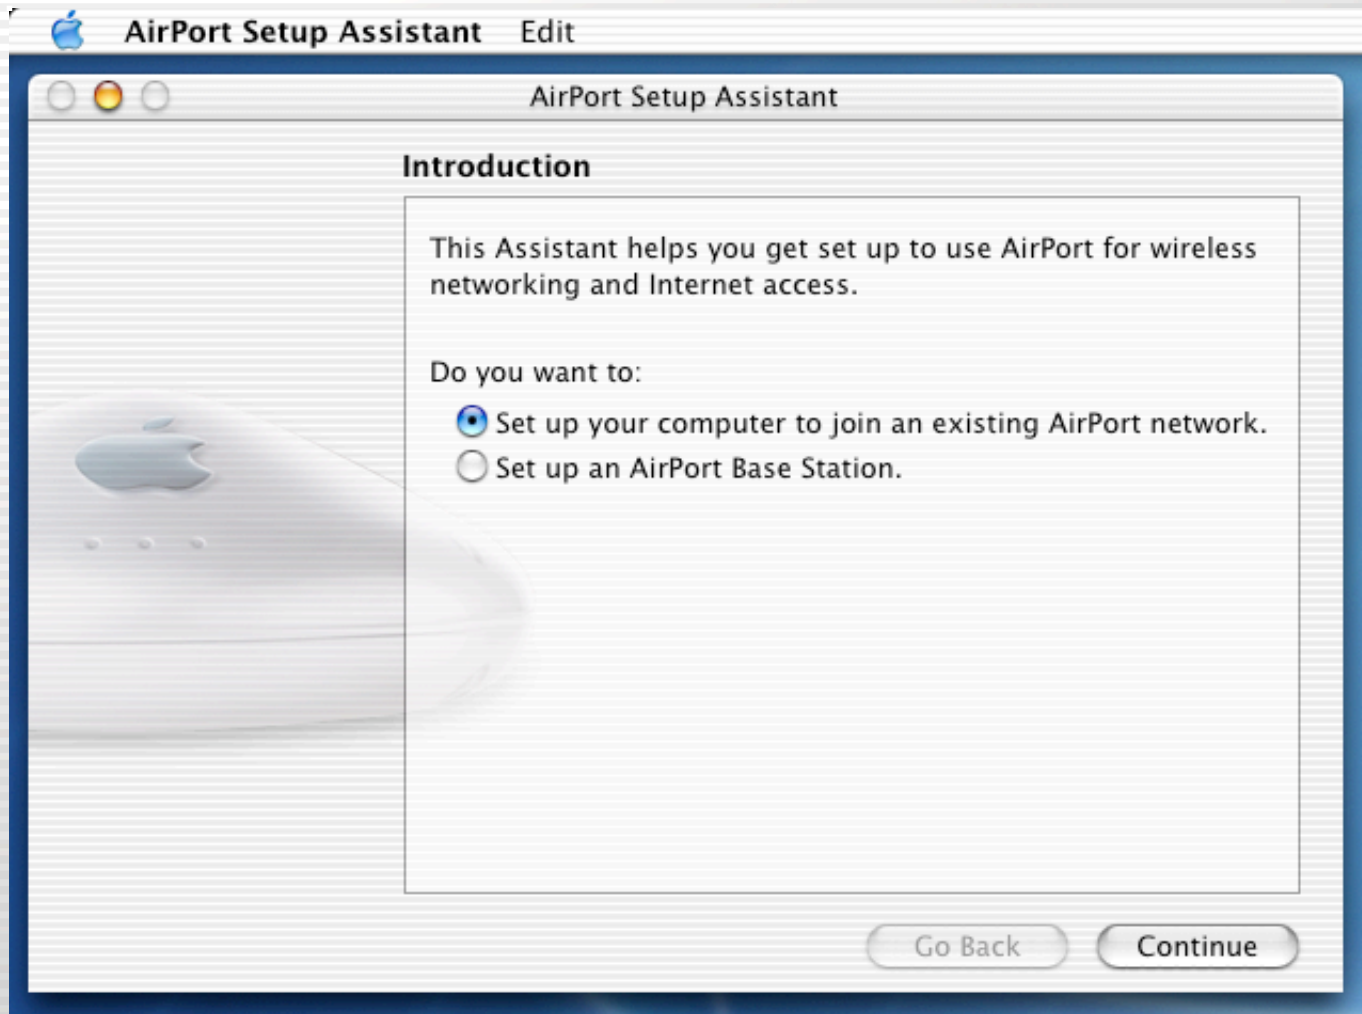 AirPort Setup Assistant Edit
AirPort Setup Assistant
Introduction
This Assistant helps you get set up to use AirPort for wireless
networking and Internet access.
Do you want to:
Set up your computer to join an existing AirPort network.
Set up an AirPort Base Station.
Go Back Continue